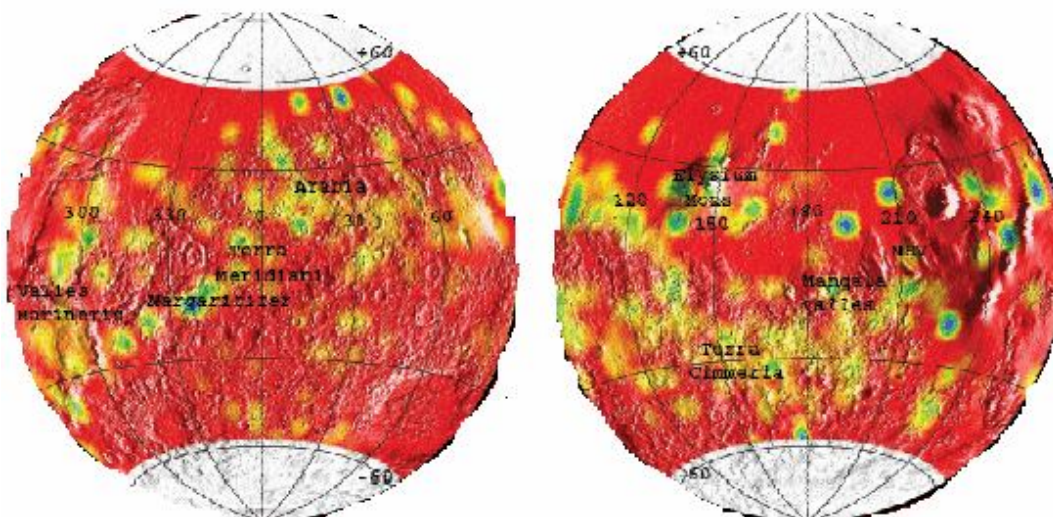 +60
Arabia
300
330
30
60
Terra
meridiani
Valles
marineris
Margaritifer
-60
+60
Elysium
Mons
120
150
180
210
240
Mangala
valles
Terra
Cimmeria
-60